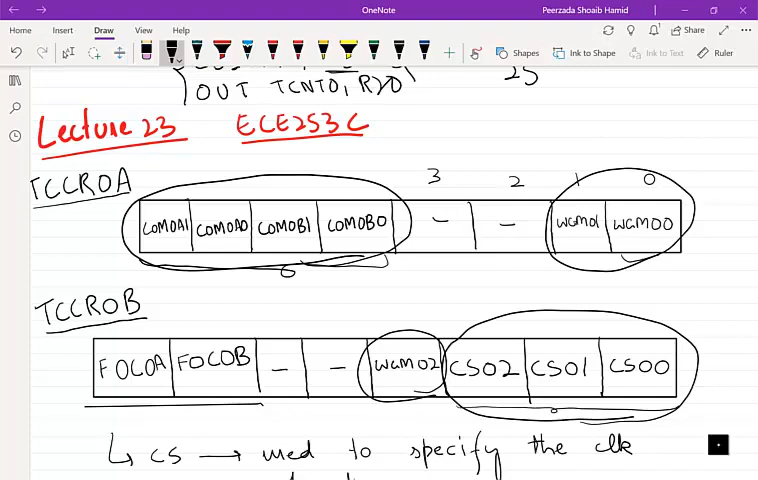 OneNote
Peerzada Shoaib Hamid
Home Insert Draw View Help
Share
Shapes Ink to Shape Ink to Text Ruler
OUT TCNT0, R20
25
Lecture 23 ECE253C
TCCR0A
3 2 1 0
COM0A1 COM0A0 COM0B1 COM0B0 - - WGM01 WGM00
TCCR0B
FOC0A FOC0B - - WGM02 CS02 CS01 CS00
↳ CS → used to specify the clk